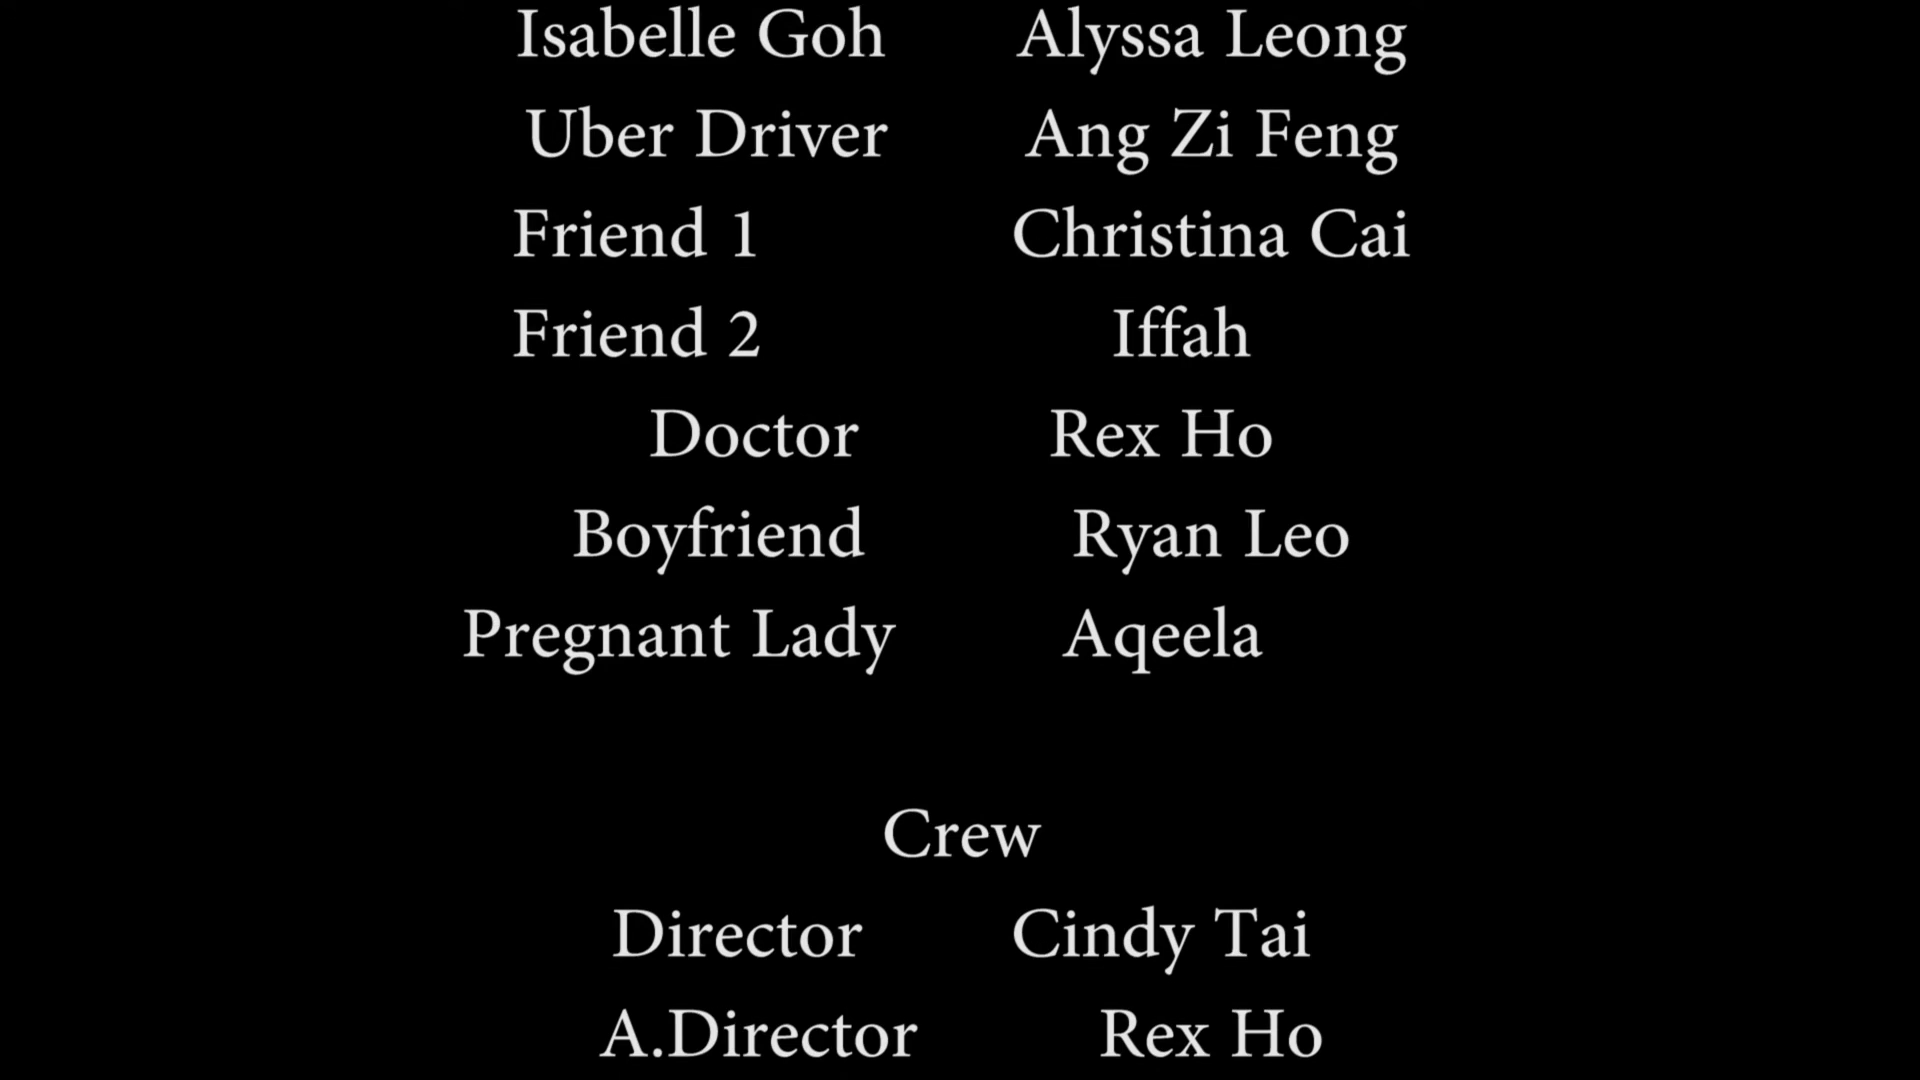 Isabelle Goh Alyssa Leong
Uber Driver Ang Zi Feng
Friend 1 Christina Cai
Friend 2 Iffah
Doctor Rex Ho
Boyfriend Ryan Leo
Pregnant Lady Aqeela
Crew
Director Cindy Tai
A.Director Rex Ho